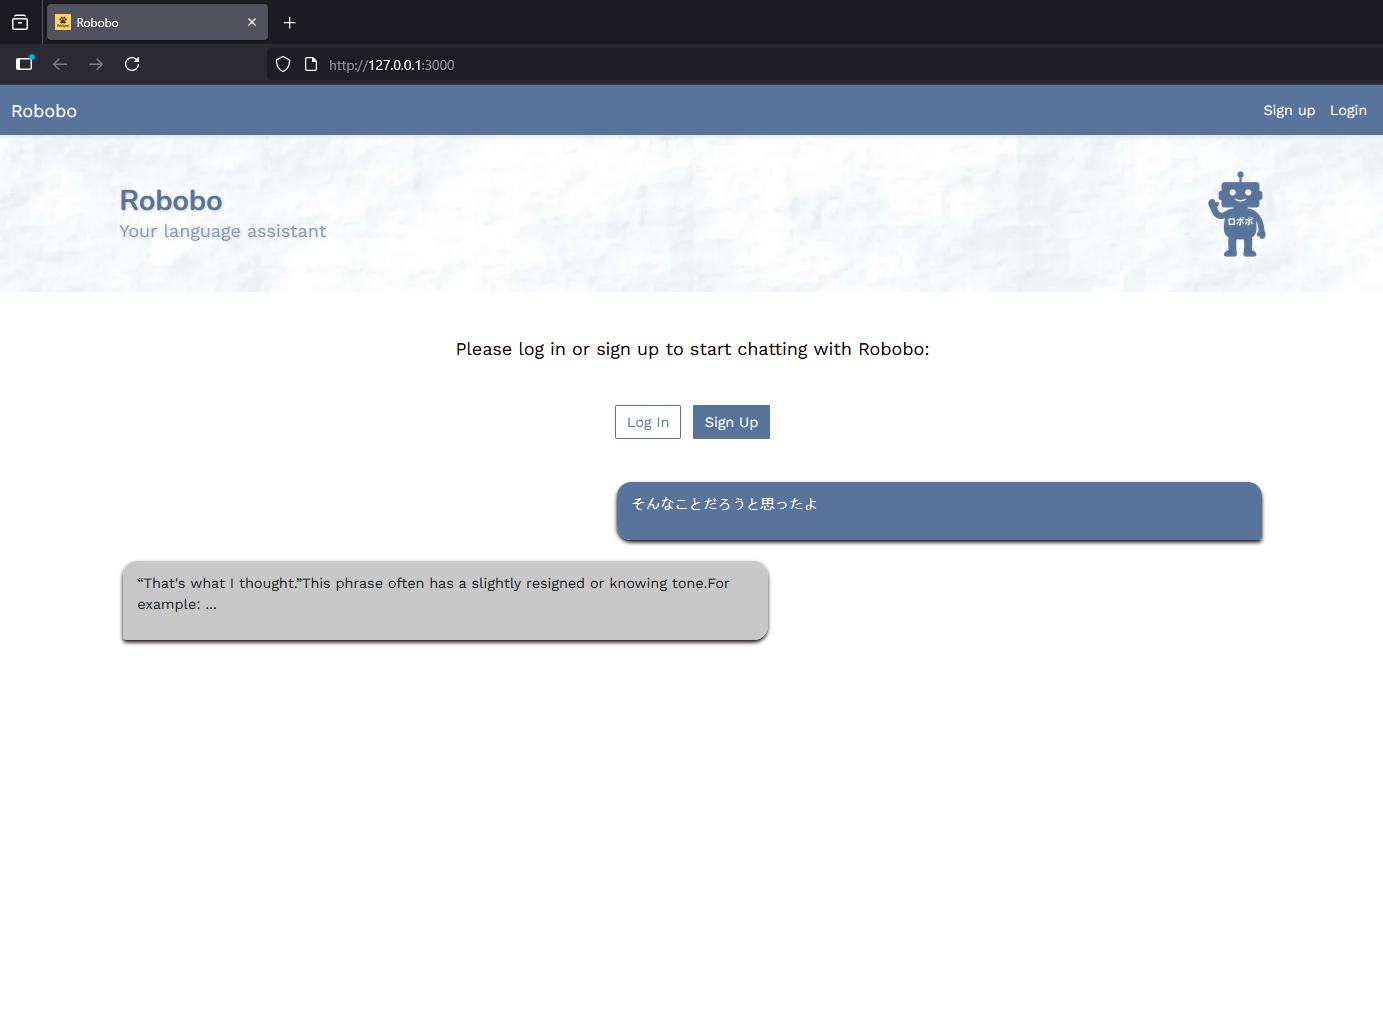 Robobo
http://127.0.0.1:3000
Robobo
Sign up Login
Robobo
Your language assistant
ロボボ
Please log in or sign up to start chatting with Robobo:
Log In Sign Up
そんなことだろうと思ったよ
“That's what I thought.”This phrase often has a slightly resigned or knowing tone.For
example: ...